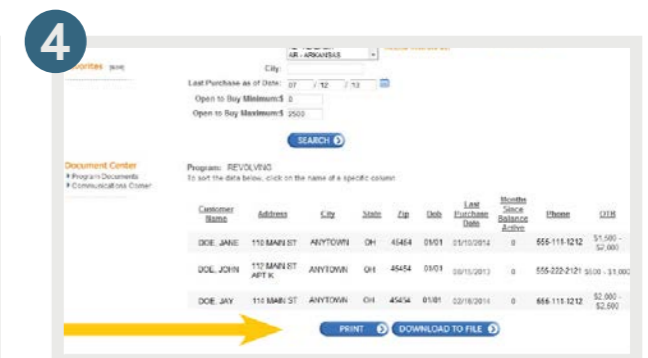 4
AR - ARKANSAS
City:
Last Purchase as of Date: 07 / 12 / 13
Open to Buy Minimum:$ 0
Open to Buy Maximum:$ 2500
SEARCH
Document Center
Program Documents
Communications Corner
Program: REVOLVING
To sort the data below, click on the name of a specific column
Customer Name Address City State Zip Dob Last Purchase Date Months Since Balance Active Phone OTB
DOE, JANE 110 MAIN ST ANYTOWN OH 45454 01/01 01/10/2014 0 555-111-1212 $1,500 - $2,000
DOE, JOHN 112 MAIN ST APT K ANYTOWN OH 45454 01/01 08/15/2013 0 555-222-2121 $500 - $1,000
DOE, JAY 114 MAIN ST ANYTOWN OH 45454 01/01 02/18/2014 0 666-111-1212 $2,000 - $2,500
PRINT DOWNLOAD TO FILE